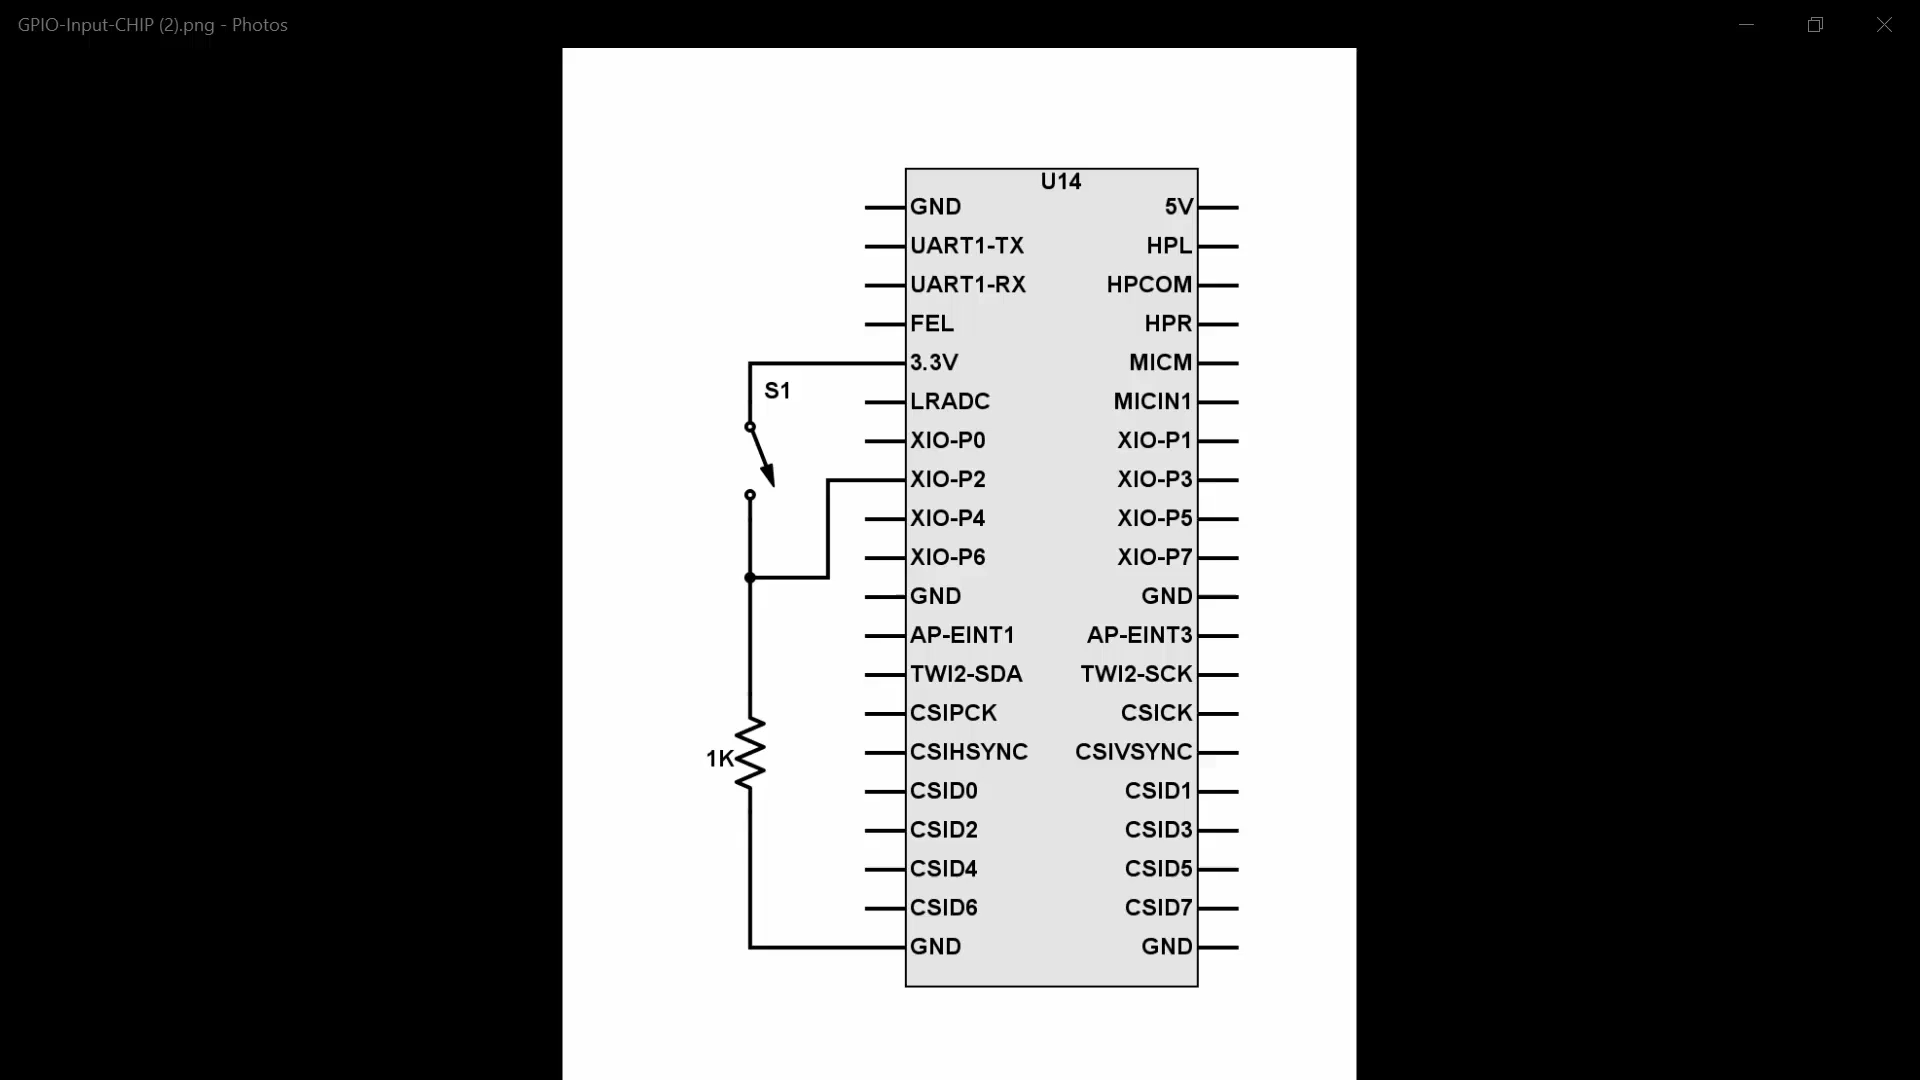 GPIO-Input-CHIP (2).png - Photos
U14
GND 5V
UART1-TX HPL
UART1-RX HPCOM
FEL HPR
3.3V MICM
S1
LRADC MICIN1
XIO-P0 XIO-P1
XIO-P2 XIO-P3
XIO-P4 XIO-P5
XIO-P6 XIO-P7
GND GND
AP-EINT1 AP-EINT3
TWI2-SDA TWI2-SCK
CSIPCK CSICK
CSIHSYNC CSIVSYNC
1K
CSID0 CSID1
CSID2 CSID3
CSID4 CSID5
CSID6 CSID7
GND GND